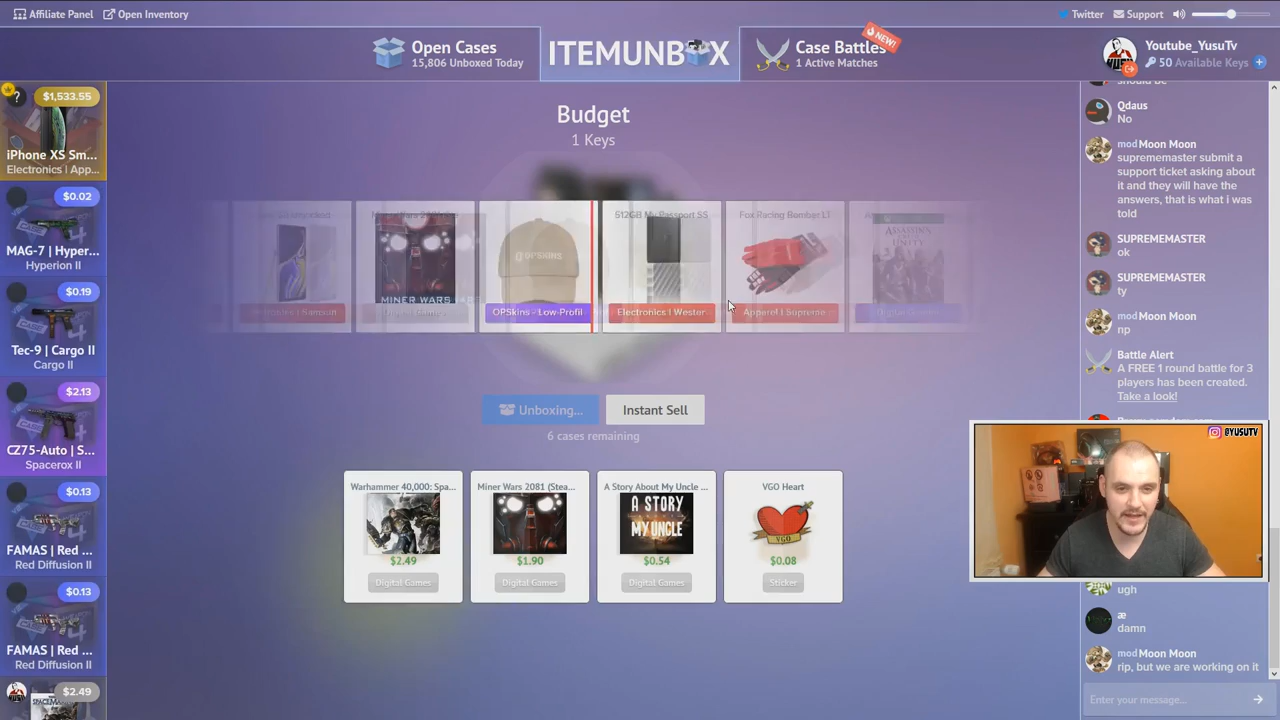 Affiliate Panel
Open Inventory
Twitter
Support
Open Cases
15,806 Unboxed Today
ITEMUNBOX
Case Battles
NEW!
1 Active Matches
Youtube_YusuTv
50 Available Keys
?
$1,533.55
iPhone XS Sm...
Electronics | App...
$0.02
MAG-7 | Hyper...
Hyperion II
$0.19
Tec-9 | Cargo II
Cargo II
$2.13
CZ75-Auto | S...
Spacerox II
$0.13
FAMAS | Red ...
Red Diffusion II
$0.13
FAMAS | Red ...
Red Diffusion II
$2.49
Budget
1 Keys
512GB My Passport SS
Fox Racing Bomber LT
OPSKINS
MINER WARS
OPSkins - Low-Profil
Electronics | Wester
Apparel | Supreme
Unboxing...
Instant Sell
6 cases remaining
Warhammer 40,000: Spa...
$2.49
Digital Games
Miner Wars 2081 (Stea...
$1.90
Digital Games
A Story About My Uncle ...
A STORY
MY UNCLE
$0.54
Digital Games
VGO Heart
VGO
$0.08
Sticker
Qdaus
No
mod Moon Moon
suprememaster submit a
support ticket asking about
it and they will have the
answers, that is what i was
told
SUPREMEMASTER
ok
SUPREMEMASTER
ty
mod Moon Moon
np
Battle Alert
A FREE 1 round battle for 3
players has been created.
Take a look!
@YUSUTV
ugh
æ
damn
mod Moon Moon
rip, but we are working on it
Enter your message...